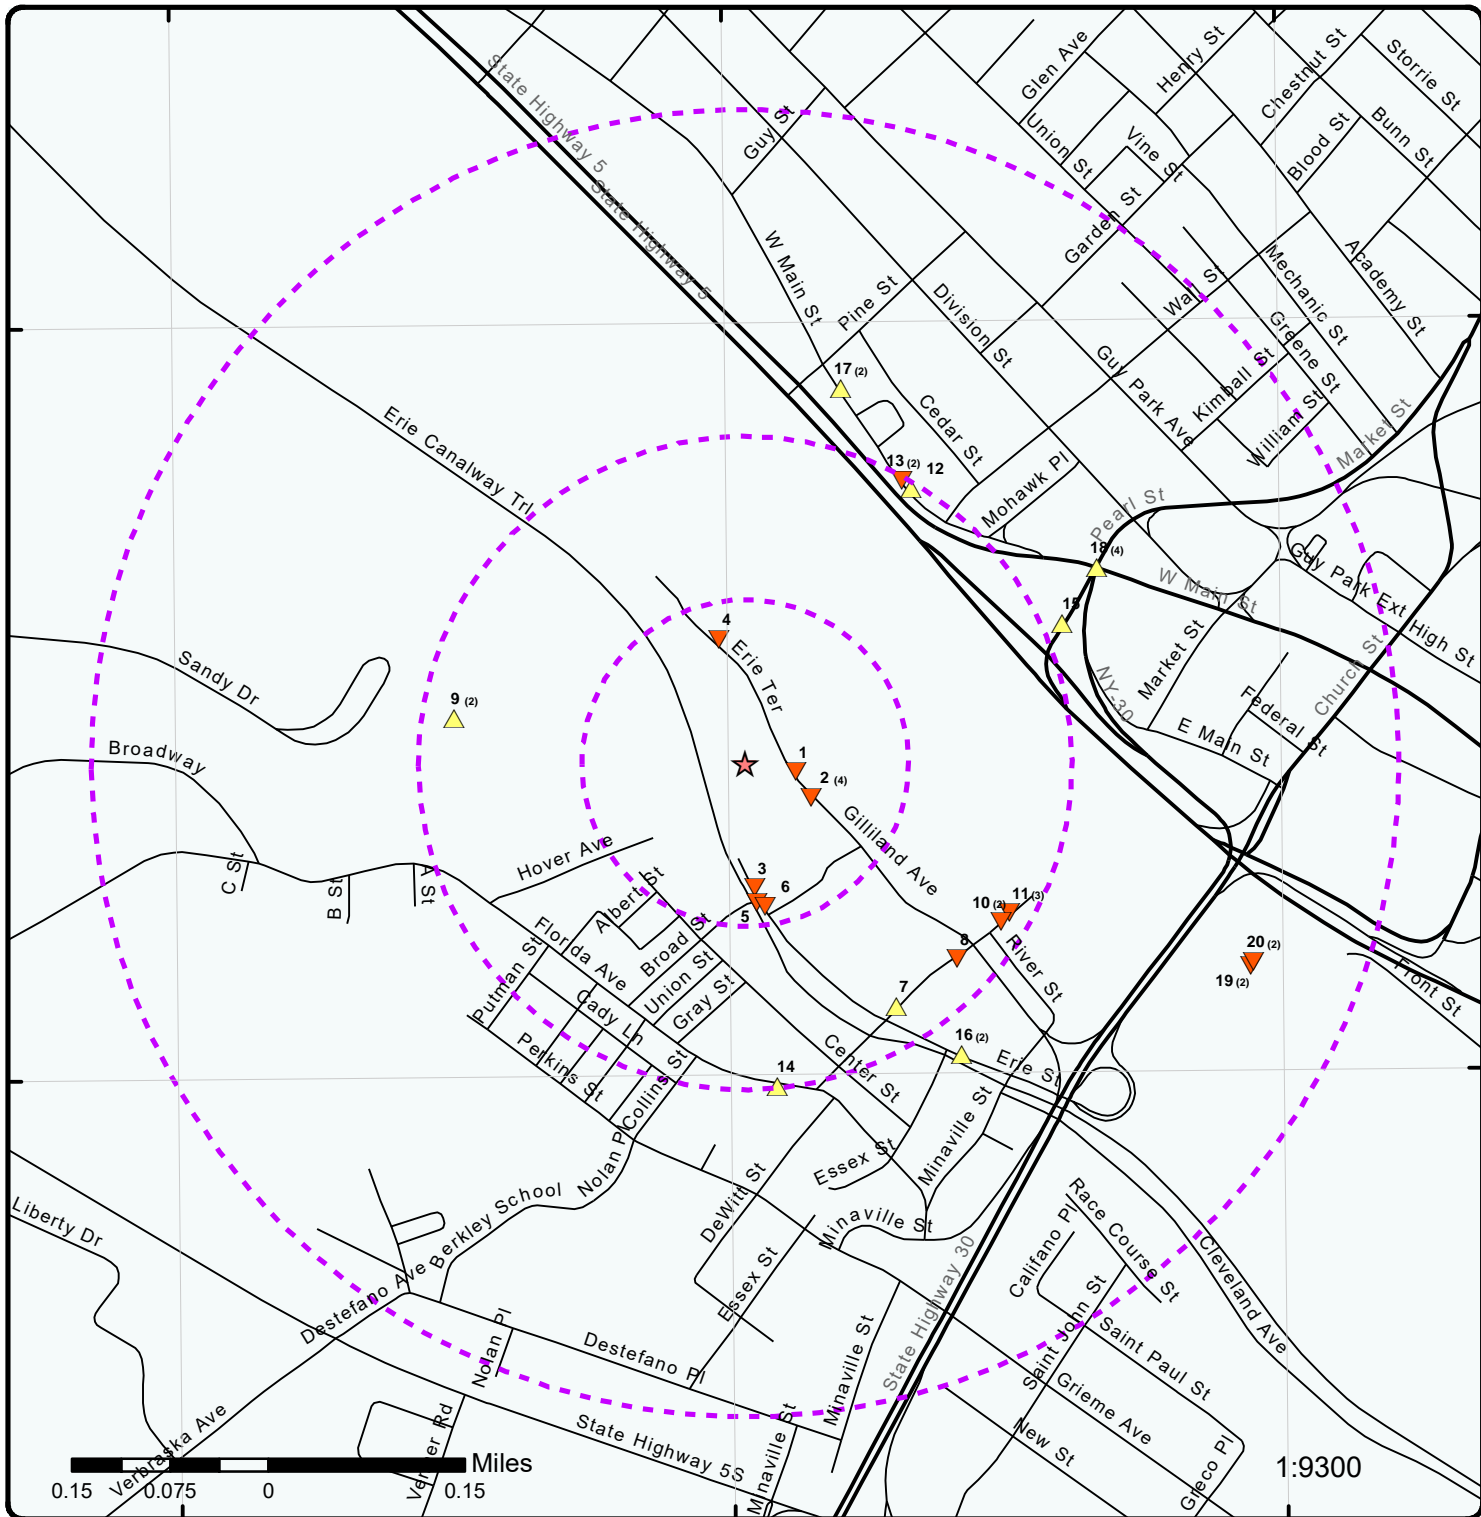 State Highway 5
State Highway 5
Guy St
Glen Ave
Henry St
Chestnut St
Storrie St
Union St
Vine St
Blood St
Bunn St
Garden St
W Main St
Pine St
Division St
Wall St
Mechanic St
Academy St
Greene St
Guy Park Ave
Kimball St
William St
Market St
17 (2)
Cedar St
Erie Canalway Trl
13 (2)
12
Mohawk Pl
Pearl St
18 (4)
W Main St
Guy Park Ext
High St
15
4
Erie Ter
Market St
NY-30
Church St
Federal St
E Main St
Sandy Dr
9 (2)
Broadway
1
2 (4)
Gilliland Ave
Hover Ave
C St
B St
A St
Albert St
3
6
5
10 (2)
11 (3)
Florida Ave
Broad St
8
River St
20 (2)
19 (2)
Front St
Putman St
Union St
Cady Ln
Gray St
7
Perkins St
Center St
16 (2)
Erie St
14
Collins St
Minaville St
Nolan Pl
Essex St
Berkley School
DeWitt St
Minaville St
Race Course St
Califano Pl
Cleveland Ave
Liberty Dr
Destefano Ave
Essex St
State Highway 30
Saint John St
Nolan Pl
Destefano Pl
Minaville St
Saint Paul St
Grieme Ave
New St
Greco Pl
Verbraska Ave
State Highway 5S
Minaville St
Miles
0.15
0.075
0
0.15
1:9300